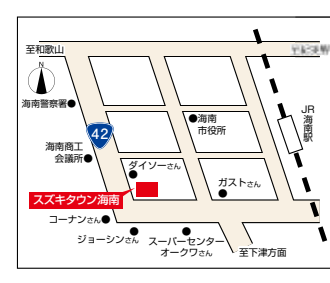 至和歌山
N
海南警察署
42
JR
海南駅
海南
市役所
海南商工
会議所
ダイソーさん
ガストさん
スズキタウン海南
コーナンさん
ジョーシンさん
スーパーセンター
オークワさん
至下津方面